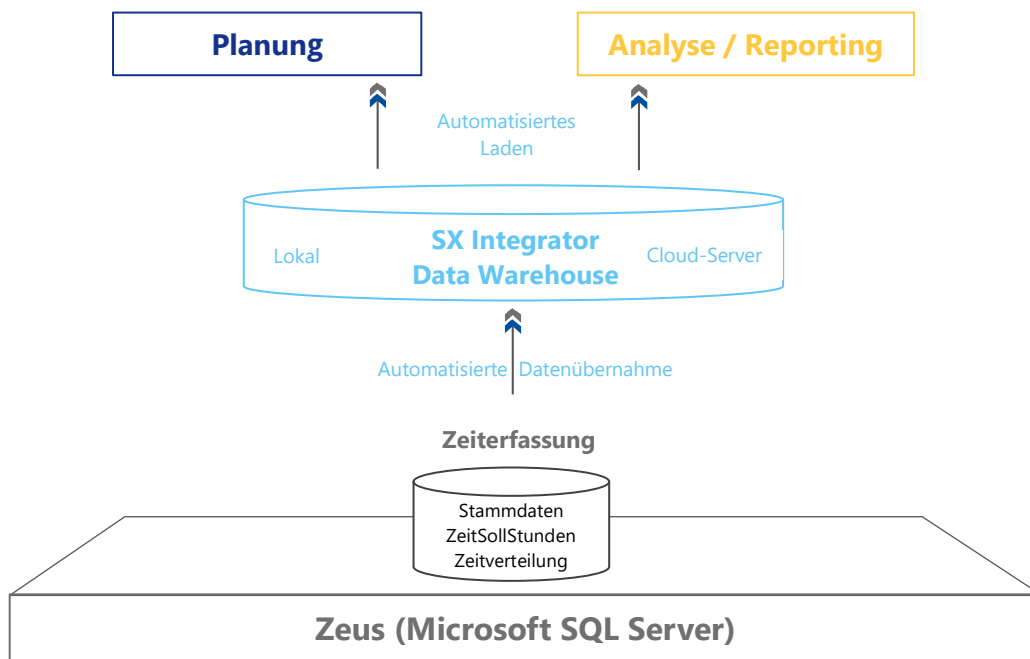 Planung
Analyse / Reporting
Automatisiertes
Laden
Lokal
SX Integrator
Data Warehouse
Cloud-Server
Automatisierte Datenübernahme
Zeiterfassung
Stammdaten
ZeitSollStunden
Zeitverteilung
Zeus (Microsoft SQL Server)